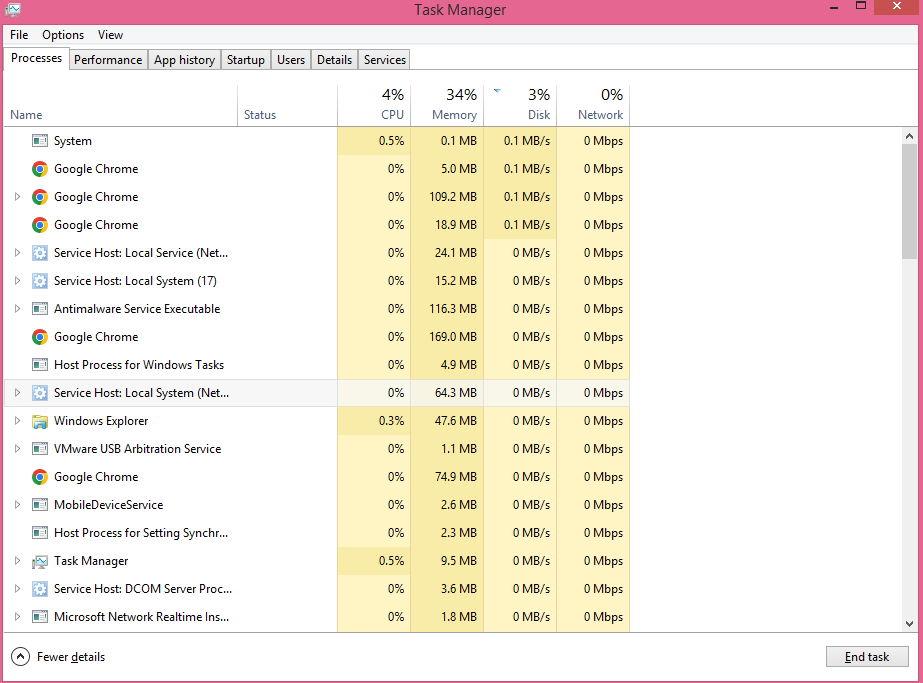 Task Manager
File Options View
Processes Performance App history Startup Users Details Services
4% 34% 3% 0%
Name Status CPU Memory Disk Network
System 0.5% 0.1 MB 0.1 MB/s 0 Mbps
Google Chrome 0% 5.0 MB 0.1 MB/s 0 Mbps
Google Chrome 0% 109.2 MB 0.1 MB/s 0 Mbps
Google Chrome 0% 18.9 MB 0.1 MB/s 0 Mbps
Service Host: Local Service (Net... 0% 24.1 MB 0 MB/s 0 Mbps
Service Host: Local System (17) 0% 15.2 MB 0 MB/s 0 Mbps
Antimalware Service Executable 0% 116.3 MB 0 MB/s 0 Mbps
Google Chrome 0% 169.0 MB 0 MB/s 0 Mbps
Host Process for Windows Tasks 0% 4.9 MB 0 MB/s 0 Mbps
Service Host: Local System (Net... 0% 64.3 MB 0 MB/s 0 Mbps
Windows Explorer 0.3% 47.6 MB 0 MB/s 0 Mbps
VMware USB Arbitration Service 0% 1.1 MB 0 MB/s 0 Mbps
Google Chrome 0% 74.9 MB 0 MB/s 0 Mbps
MobileDeviceService 0% 2.6 MB 0 MB/s 0 Mbps
Host Process for Setting Synchr... 0% 2.3 MB 0 MB/s 0 Mbps
Task Manager 0.5% 9.5 MB 0 MB/s 0 Mbps
Service Host: DCOM Server Proc... 0% 3.6 MB 0 MB/s 0 Mbps
Microsoft Network Realtime Ins... 0% 1.8 MB 0 MB/s 0 Mbps
Fewer details End task